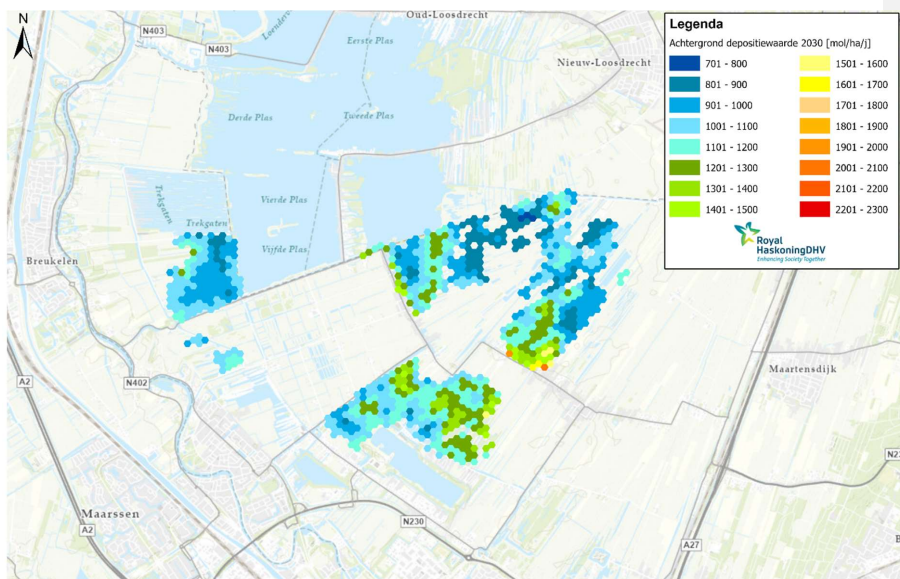 N
N403
N403
Loender
Oud-Loosdrecht
Eerste Plas
Nieuw-Loosdrecht
Derde Plas
Tweede Plas
Trekgaten
Vierde Plas
Trekgaten
Vijfde Plas
Breukelen
A2
N402
Maarssen
A2
N230
A27
Maartensdijk
N2
B
Legenda
Achtergrond depositiewaarde 2030 [mol/ha/j]
701 - 800
801 - 900
901 - 1000
1001 - 1100
1101 - 1200
1201 - 1300
1301 - 1400
1401 - 1500
1501 - 1600
1601 - 1700
1701 - 1800
1801 - 1900
1901 - 2000
2001 - 2100
2101 - 2200
2201 - 2300
Royal
HaskoningDHV
Enhancing Society Together